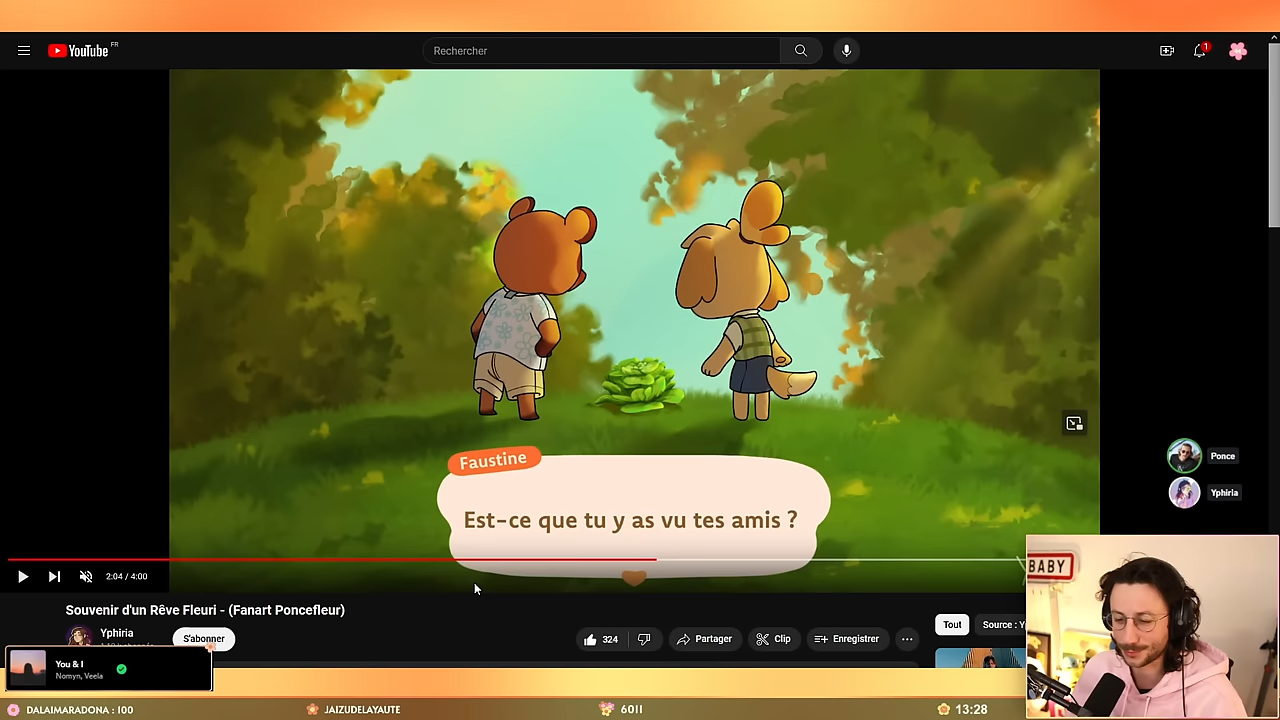 YouTube FR
Rechercher
1
Faustine
Est-ce que tu y as vu tes amis ?
Ponce
Yphiria
2:04 / 4:00
BABY
Souvenir d'un Rêve Fleuri - (Fanart Poncefleur)
Yphiria
S'abonner
324
Partager
Clip
Enregistrer
Tout
Source : Y
You & I
Nomyn, Veela
DALAIMARADONA : 100
JAIZUDELAYAUTE
6011
13:28